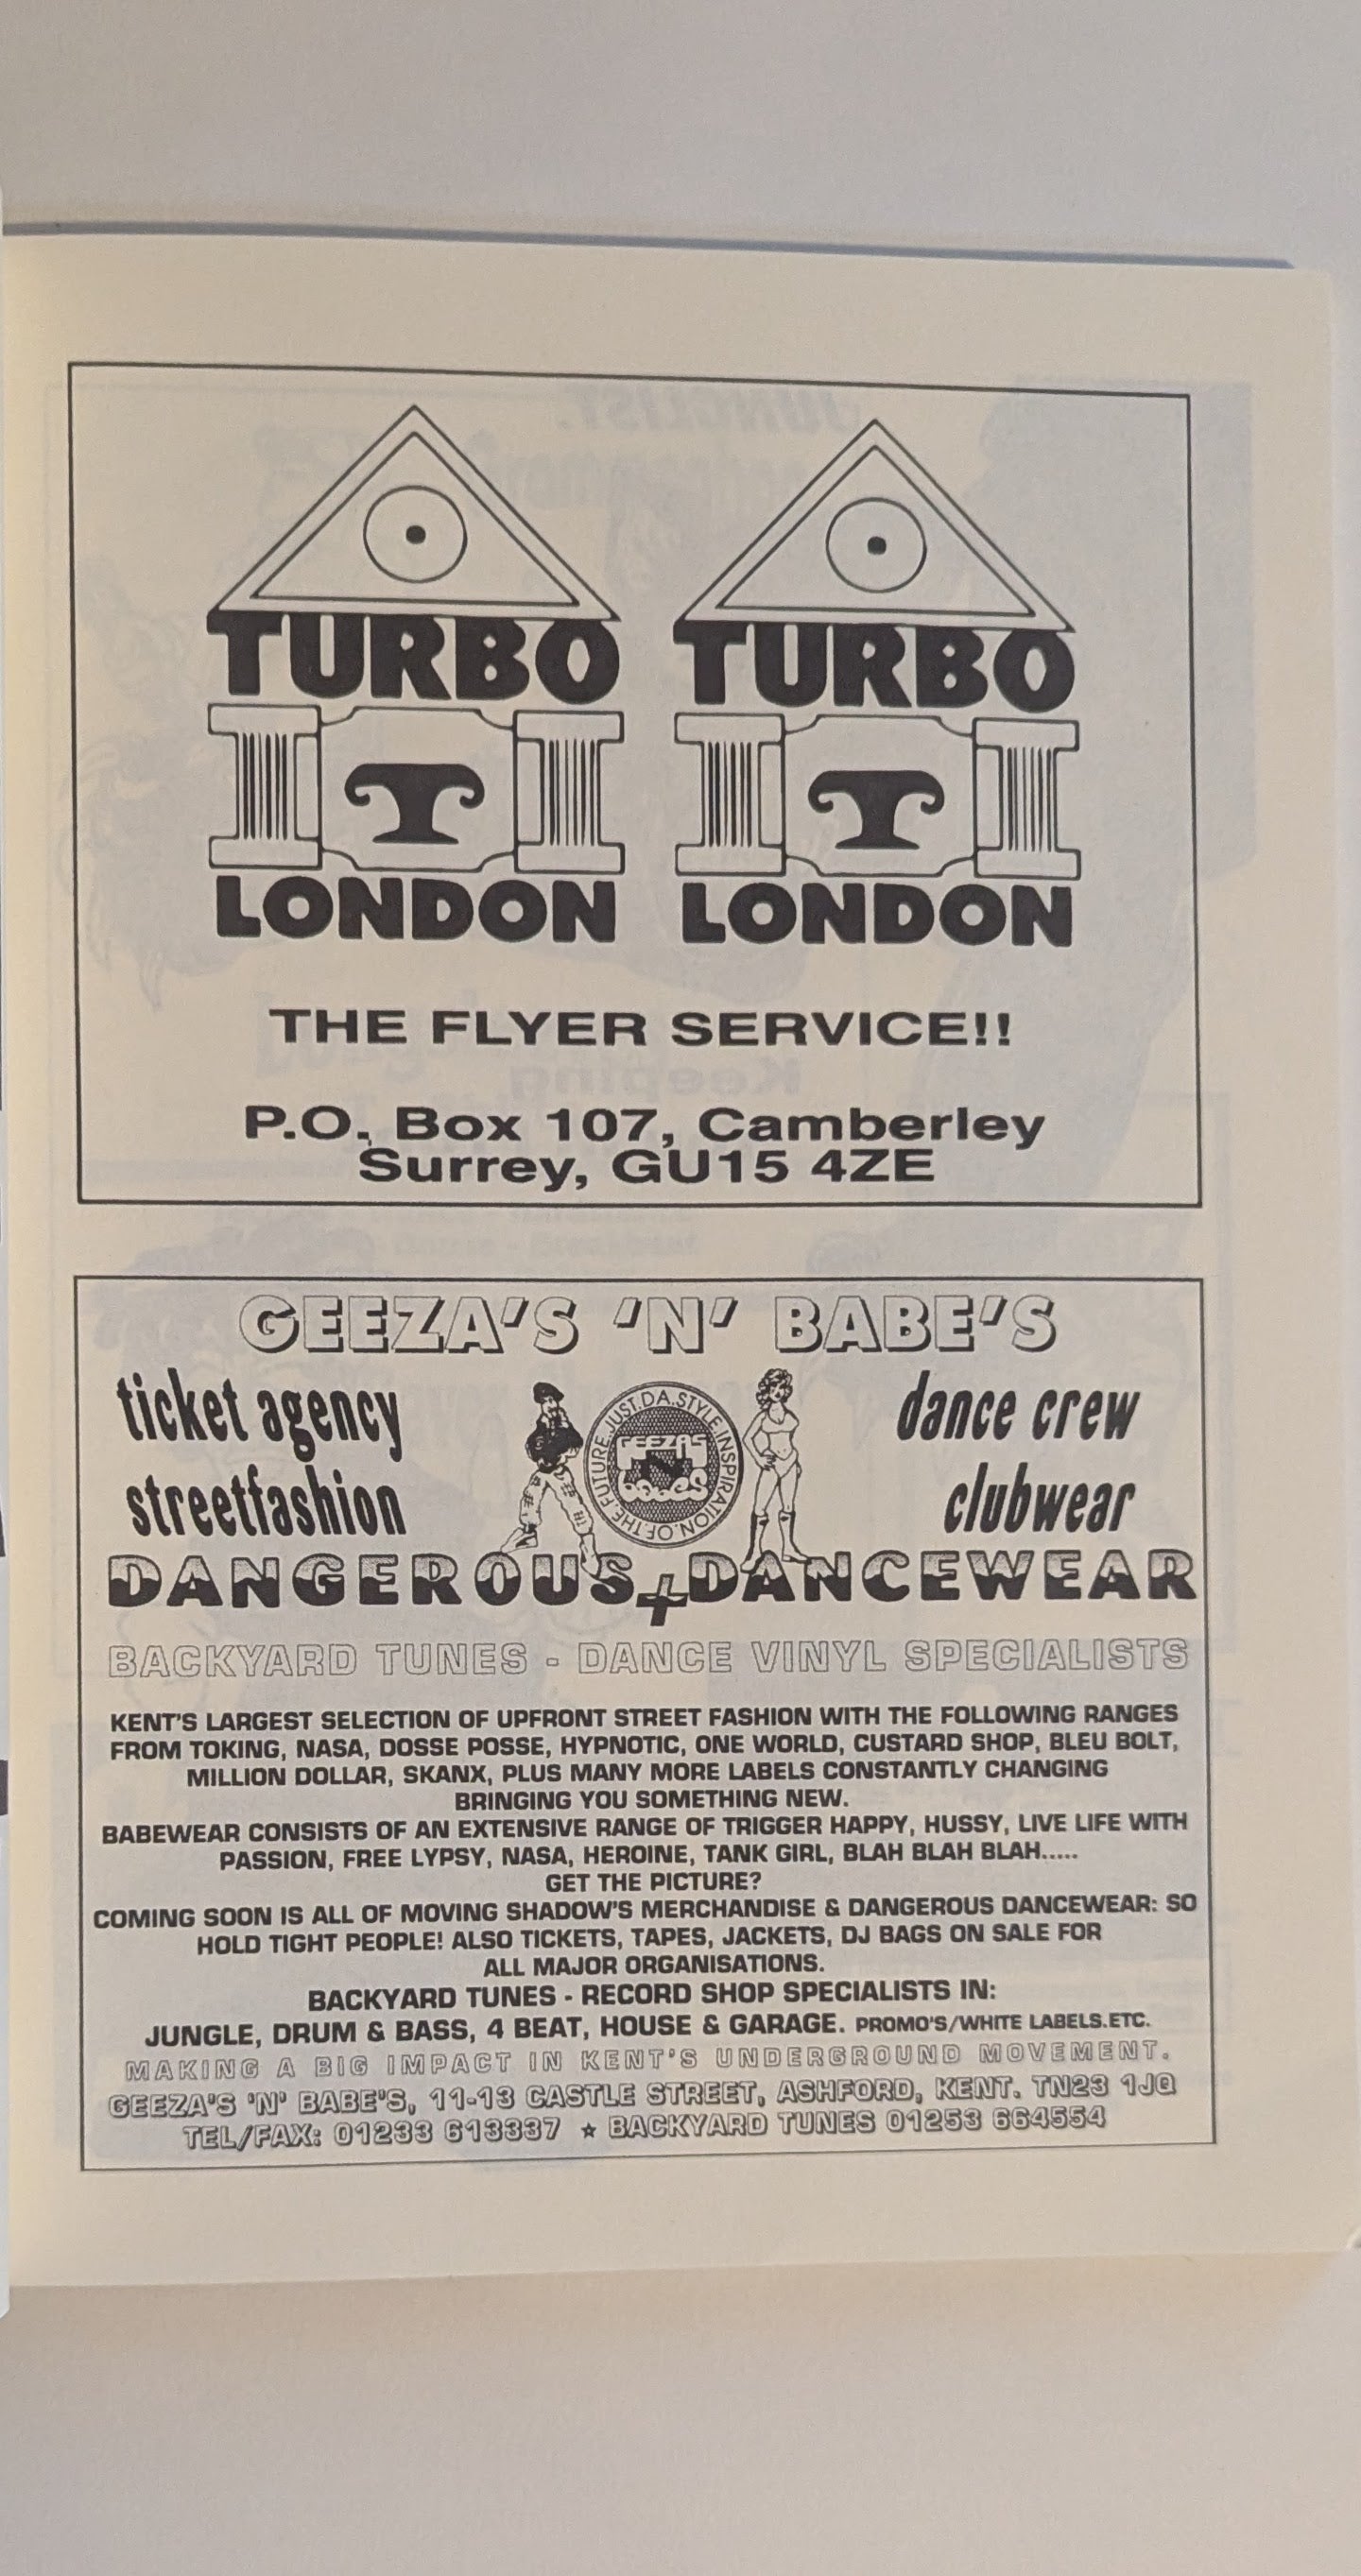 TURBO TURBO
T T
LONDON LONDON
THE FLYER SERVICE!!
P.O. Box 107, Camberley
Surrey, GU15 4ZE
GEEZA'S 'N' BABE'S
ticket agency
streetfashion
JUST.DA.STYLE.INSPIRATION.OF.THE.FUTURE.
GEEZAS
N
BABES
dance crew
clubwear
DANGEROUS + DANCEWEAR
BACKYARD TUNES - DANCE VINYL SPECIALISTS
KENT'S LARGEST SELECTION OF UPFRONT STREET FASHION WITH THE FOLLOWING RANGES
FROM TOKING, NASA, DOSSE POSSE, HYPNOTIC, ONE WORLD, CUSTARD SHOP, BLEU BOLT,
MILLION DOLLAR, SKANX, PLUS MANY MORE LABELS CONSTANTLY CHANGING
BRINGING YOU SOMETHING NEW.
BABEWEAR CONSISTS OF AN EXTENSIVE RANGE OF TRIGGER HAPPY, HUSSY, LIVE LIFE WITH
PASSION, FREE LYPSY, NASA, HEROINE, TANK GIRL, BLAH BLAH BLAH.....
GET THE PICTURE?
COMING SOON IS ALL OF MOVING SHADOW'S MERCHANDISE & DANGEROUS DANCEWEAR: SO
HOLD TIGHT PEOPLE! ALSO TICKETS, TAPES, JACKETS, DJ BAGS ON SALE FOR
ALL MAJOR ORGANISATIONS.
BACKYARD TUNES - RECORD SHOP SPECIALISTS IN:
JUNGLE, DRUM & BASS, 4 BEAT, HOUSE & GARAGE. PROMO'S/WHITE LABELS.ETC.
MAKING A BIG IMPACT IN KENT'S UNDERGROUND MOVEMENT.
GEEZA'S 'N' BABE'S, 11-13 CASTLE STREET, ASHFORD, KENT. TN23 1JQ
TEL/FAX: 01233 613337 ★ BACKYARD TUNES 01253 664554